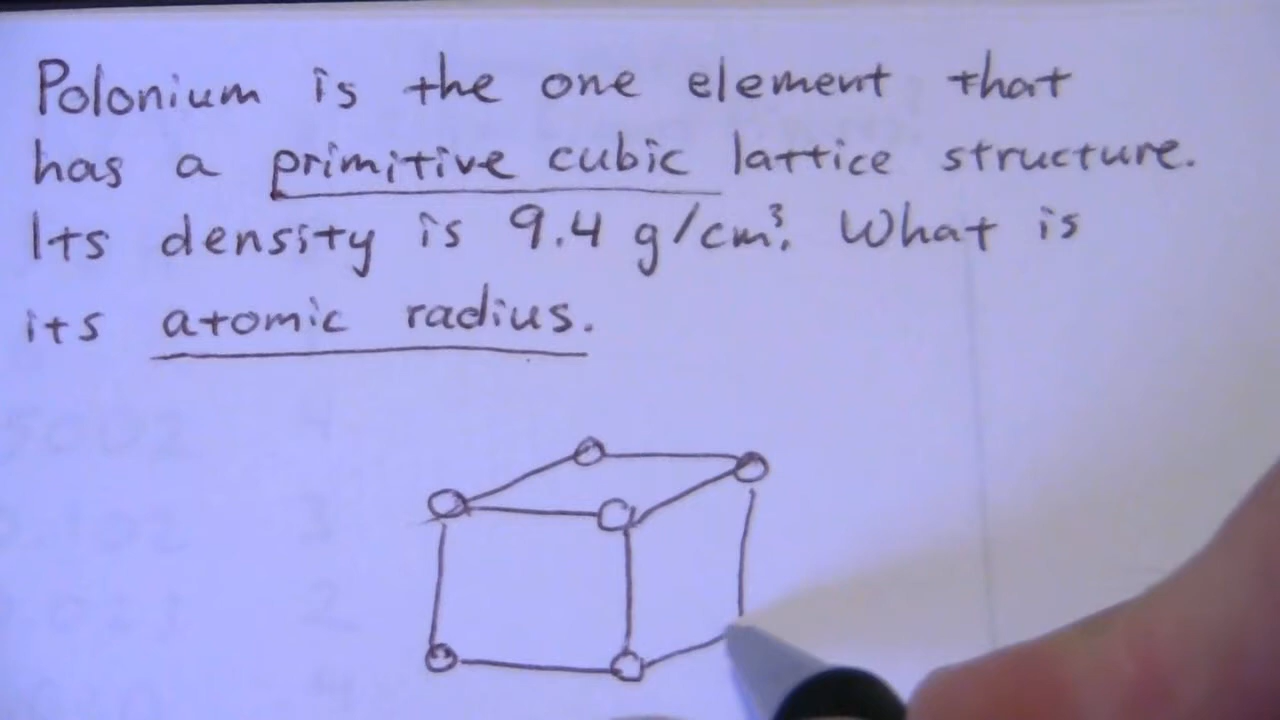 Polonium is the one element that
has a primitive cubic lattice structure.
Its density is 9.4 g/cm³. What is
its atomic radius.